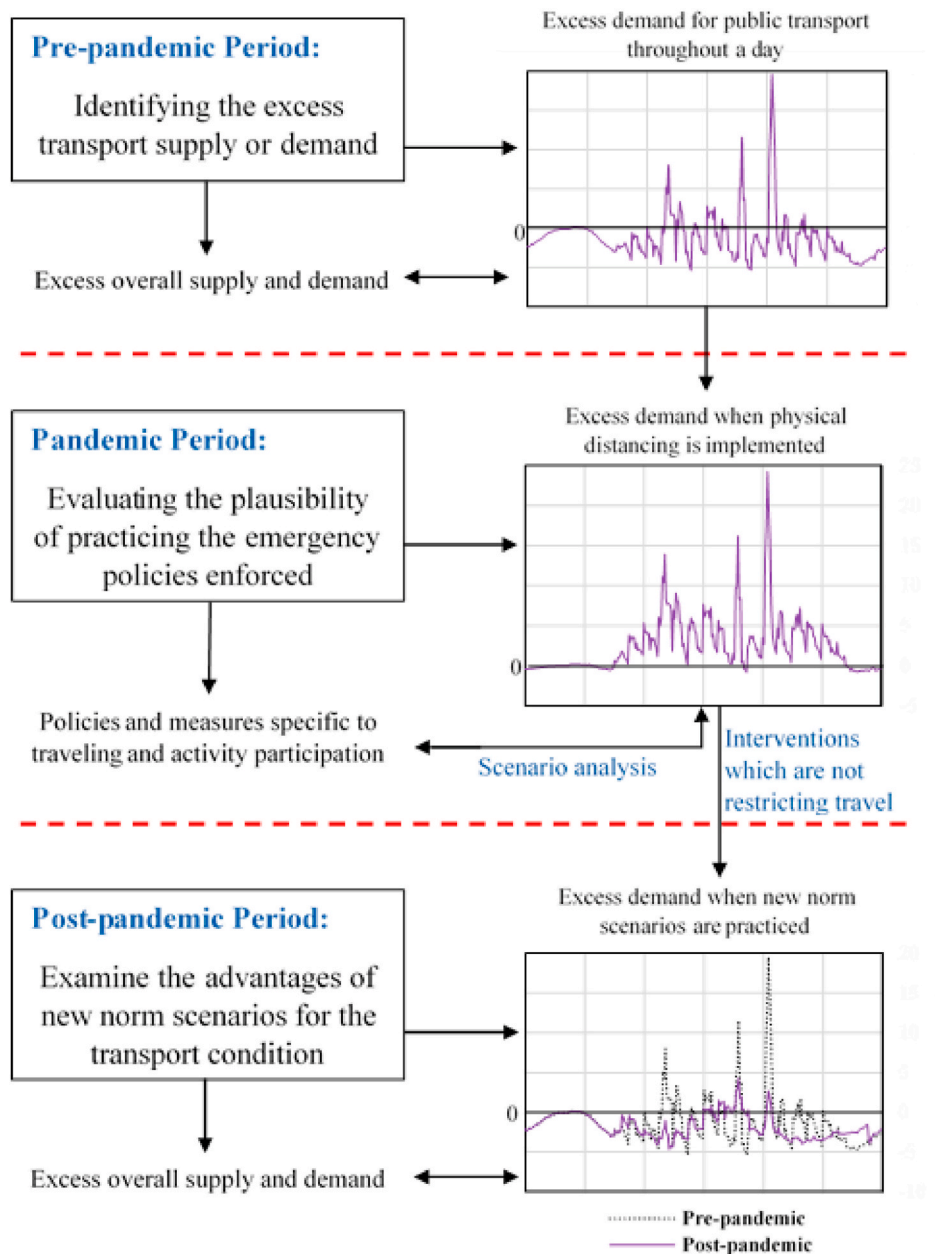 Pre-pandemic Period:
Identifying the excess
transport supply or demand
Excess overall supply and demand
Excess demand for public transport
throughout a day
0
Pandemic Period:
Evaluating the plausibility
of practicing the emergency
policies enforced
Policies and measures specific to
traveling and activity participation
Excess demand when physical
distancing is implemented
25
20
15
10
5
0
-5
0
Scenario analysis
Interventions
which are not
restricting travel
Post-pandemic Period:
Examine the advantages of
new norm scenarios for the
transport condition
Excess overall supply and demand
Excess demand when new norm
scenarios are practiced
20
15
10
5
0
-5
-10
0
Pre-pandemic
Post-pandemic